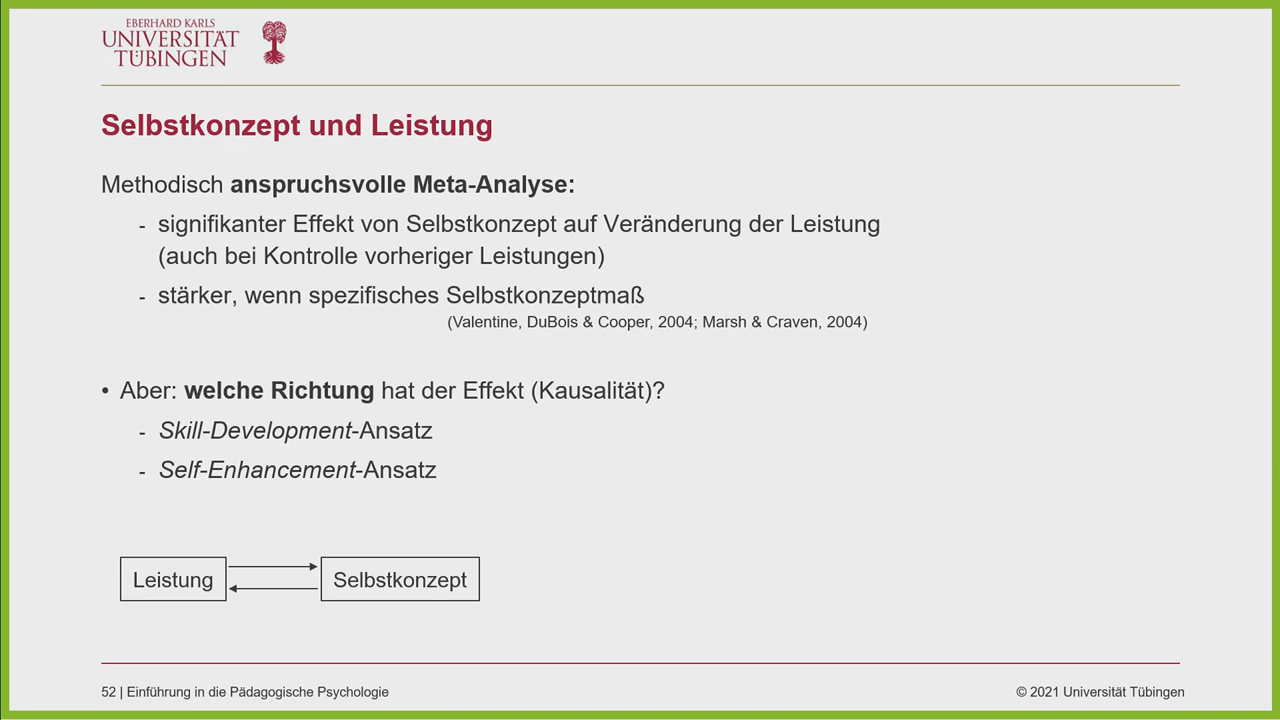 EBERHARD KARLS
UNIVERSITÄT
TÜBINGEN
Selbstkonzept und Leistung
Methodisch anspruchsvolle Meta-Analyse:
- signifikanter Effekt von Selbstkonzept auf Veränderung der Leistung
(auch bei Kontrolle vorheriger Leistungen)
- stärker, wenn spezifisches Selbstkonzeptmaß
(Valentine, DuBois & Cooper, 2004; Marsh & Craven, 2004)
• Aber: welche Richtung hat der Effekt (Kausalität)?
- Skill-Development-Ansatz
- Self-Enhancement-Ansatz
Leistung
Selbstkonzept
52 | Einführung in die Pädagogische Psychologie
© 2021 Universität Tübingen